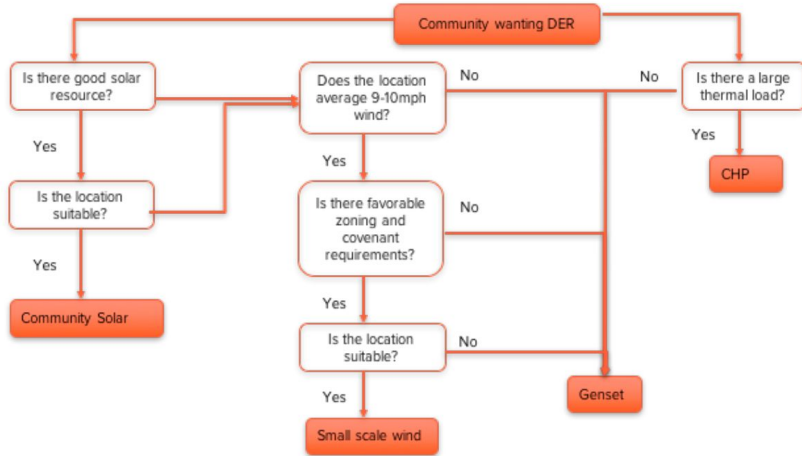 Community wanting DER
Is there good solar
resource?
Does the location
average 9-10mph
wind?
No
No
Is there a large
thermal load?
Yes
Yes
Yes
CHP
Is the location
suitable?
Is there favorable
zoning and
covenant
requirements?
No
Yes
Yes
Community Solar
Is the location
suitable?
No
Yes
Genset
Small scale wind